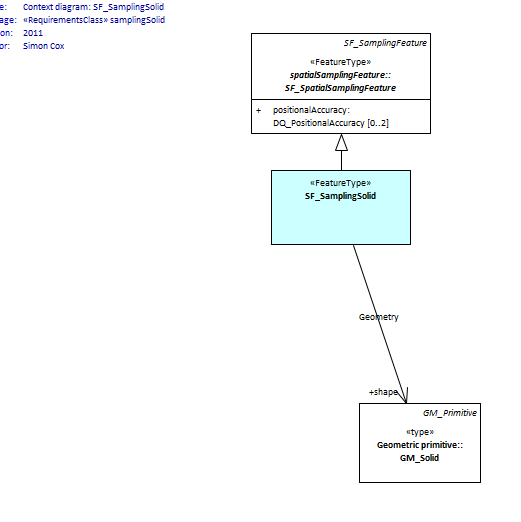 e: Context diagram: SF_SamplingSolid
age: «RequirementsClass» samplingSolid
on: 2011
or: Simon Cox
SF_SamplingFeature
«FeatureType»
spatialSamplingFeature::
SF_SpatialSamplingFeature
+ positionalAccuracy:
DQ_PositionalAccuracy [0..2]
«FeatureType»
SF_SamplingSolid
Geometry
+shape
GM_Primitive
«type»
Geometric primitive::
GM_Solid